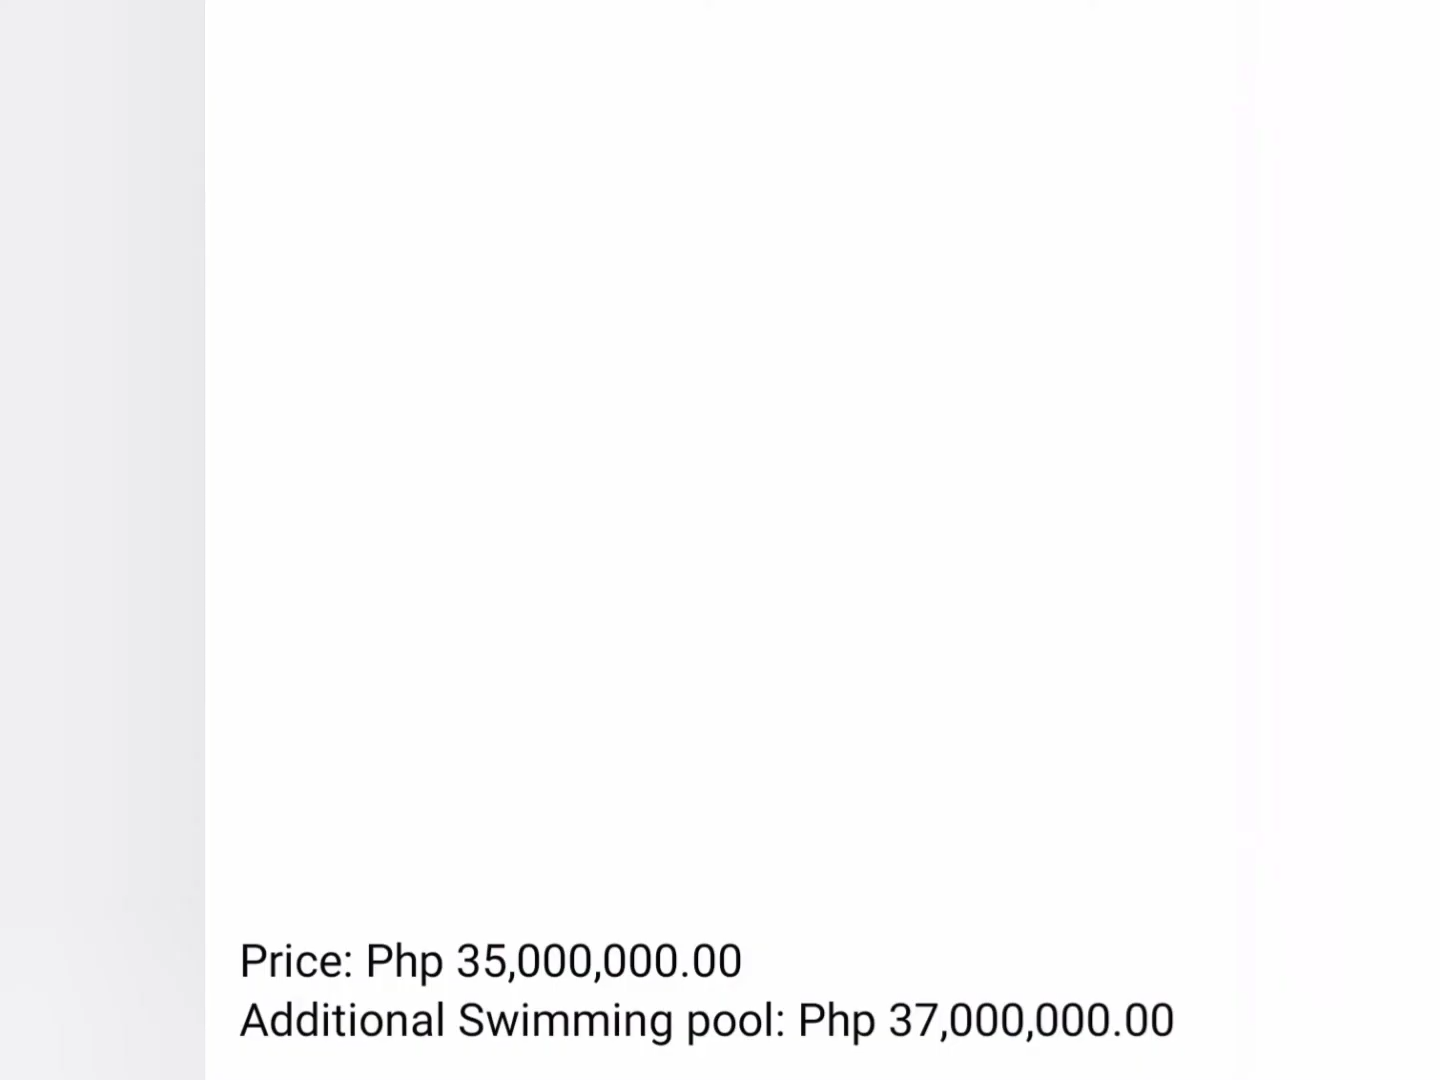 Price: Php 35,000,000.00
Additional Swimming pool: Php 37,000,000.00